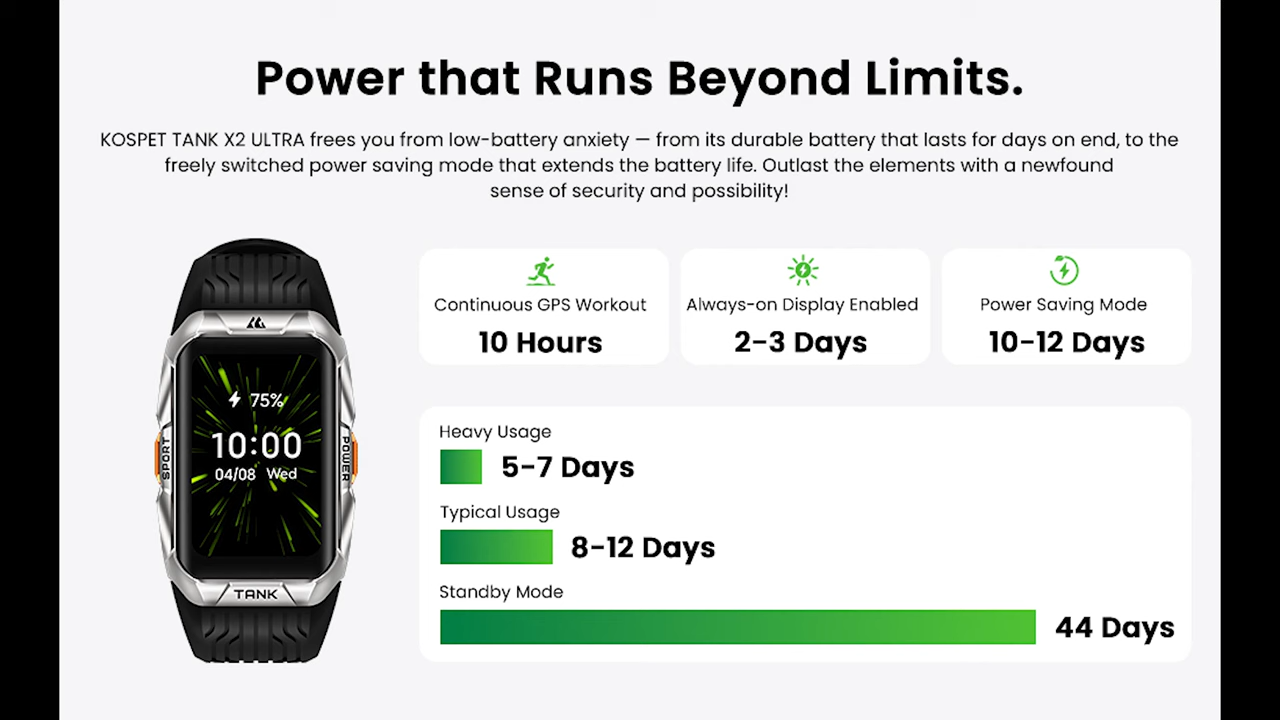 Power that Runs Beyond Limits.
KOSPET TANK X2 ULTRA frees you from low-battery anxiety — from its durable battery that lasts for days on end, to the
freely switched power saving mode that extends the battery life. Outlast the elements with a newfound
sense of security and possibility!
Continuous GPS Workout
10 Hours
Always-on Display Enabled
2-3 Days
Power Saving Mode
10-12 Days
75%
10:00
04/08 Wed
SPORT
POWER
TANK
Heavy Usage
5-7 Days
Typical Usage
8-12 Days
Standby Mode
44 Days